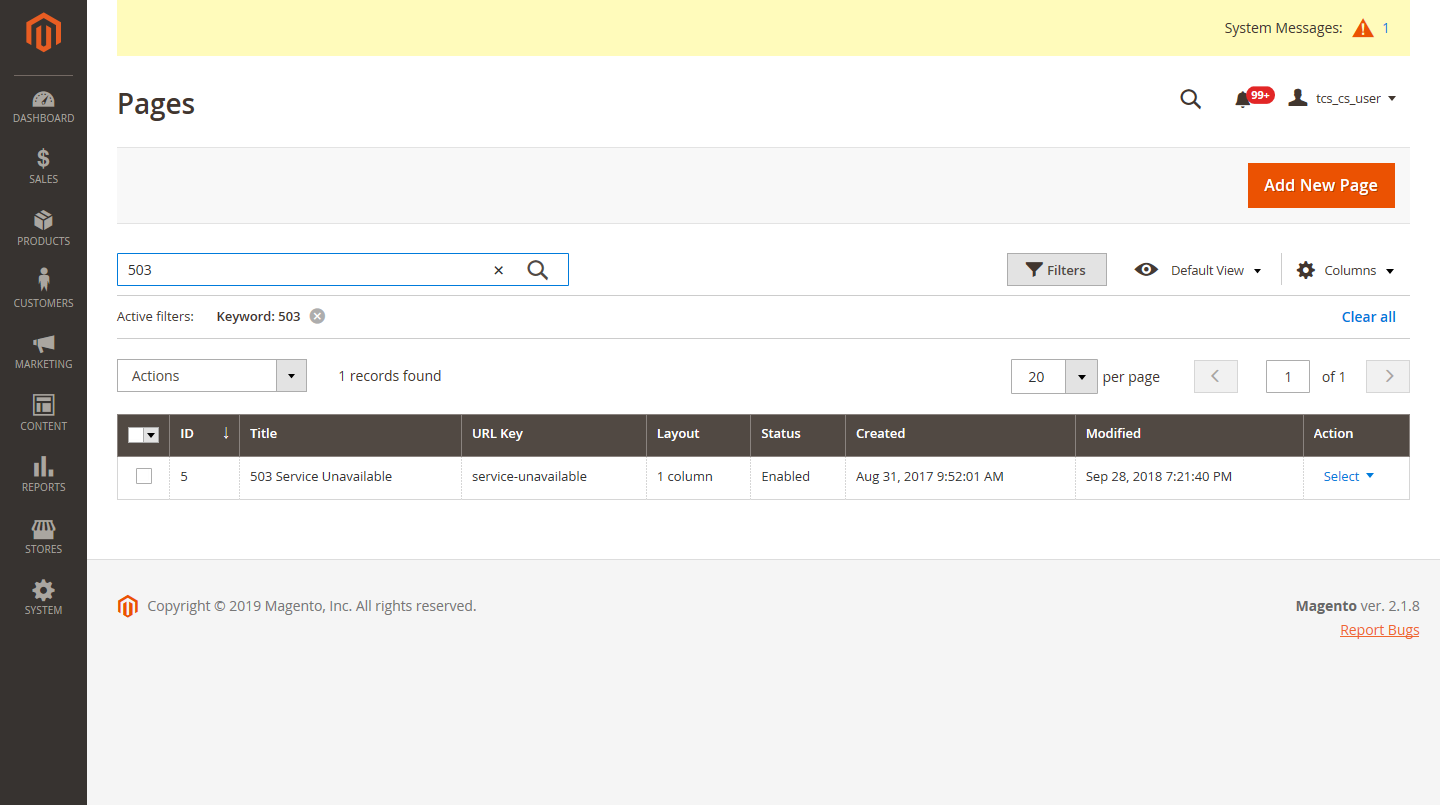 System Messages: 1
Pages
99+
tcs_cs_user
DASHBOARD
SALES
PRODUCTS
CUSTOMERS
MARKETING
CONTENT
REPORTS
STORES
SYSTEM
Add New Page
503
Filters
Default View
Columns
Active filters: Keyword: 503
Clear all
Actions
1 records found
20 per page
1 of 1
ID ↓ Title URL Key Layout Status Created Modified Action
5 503 Service Unavailable service-unavailable 1 column Enabled Aug 31, 2017 9:52:01 AM Sep 28, 2018 7:21:40 PM Select
Copyright © 2019 Magento, Inc. All rights reserved.
Magento ver. 2.1.8
Report Bugs